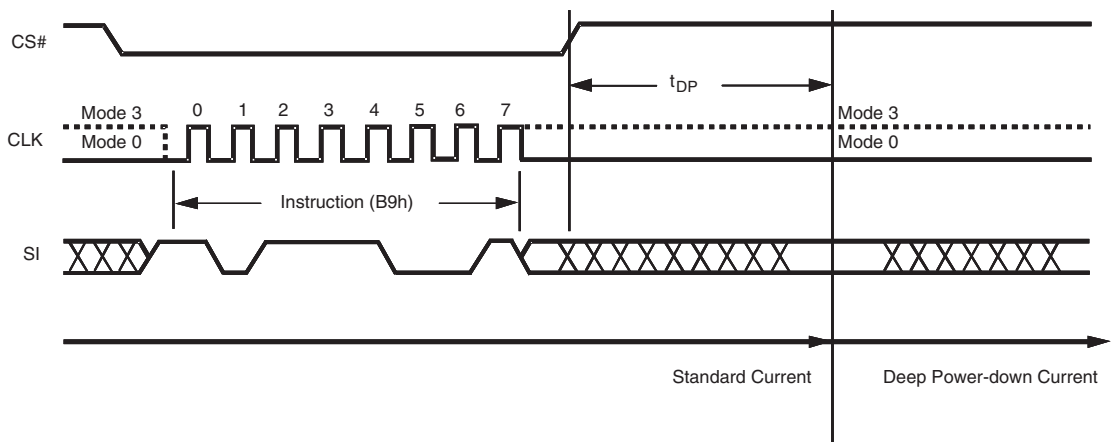 CS#
t_DP
Mode 3
0 1 2 3 4 5 6 7
Mode 3
CLK
Mode 0
Mode 0
Instruction (B9h)
SI
Standard Current
Deep Power-down Current